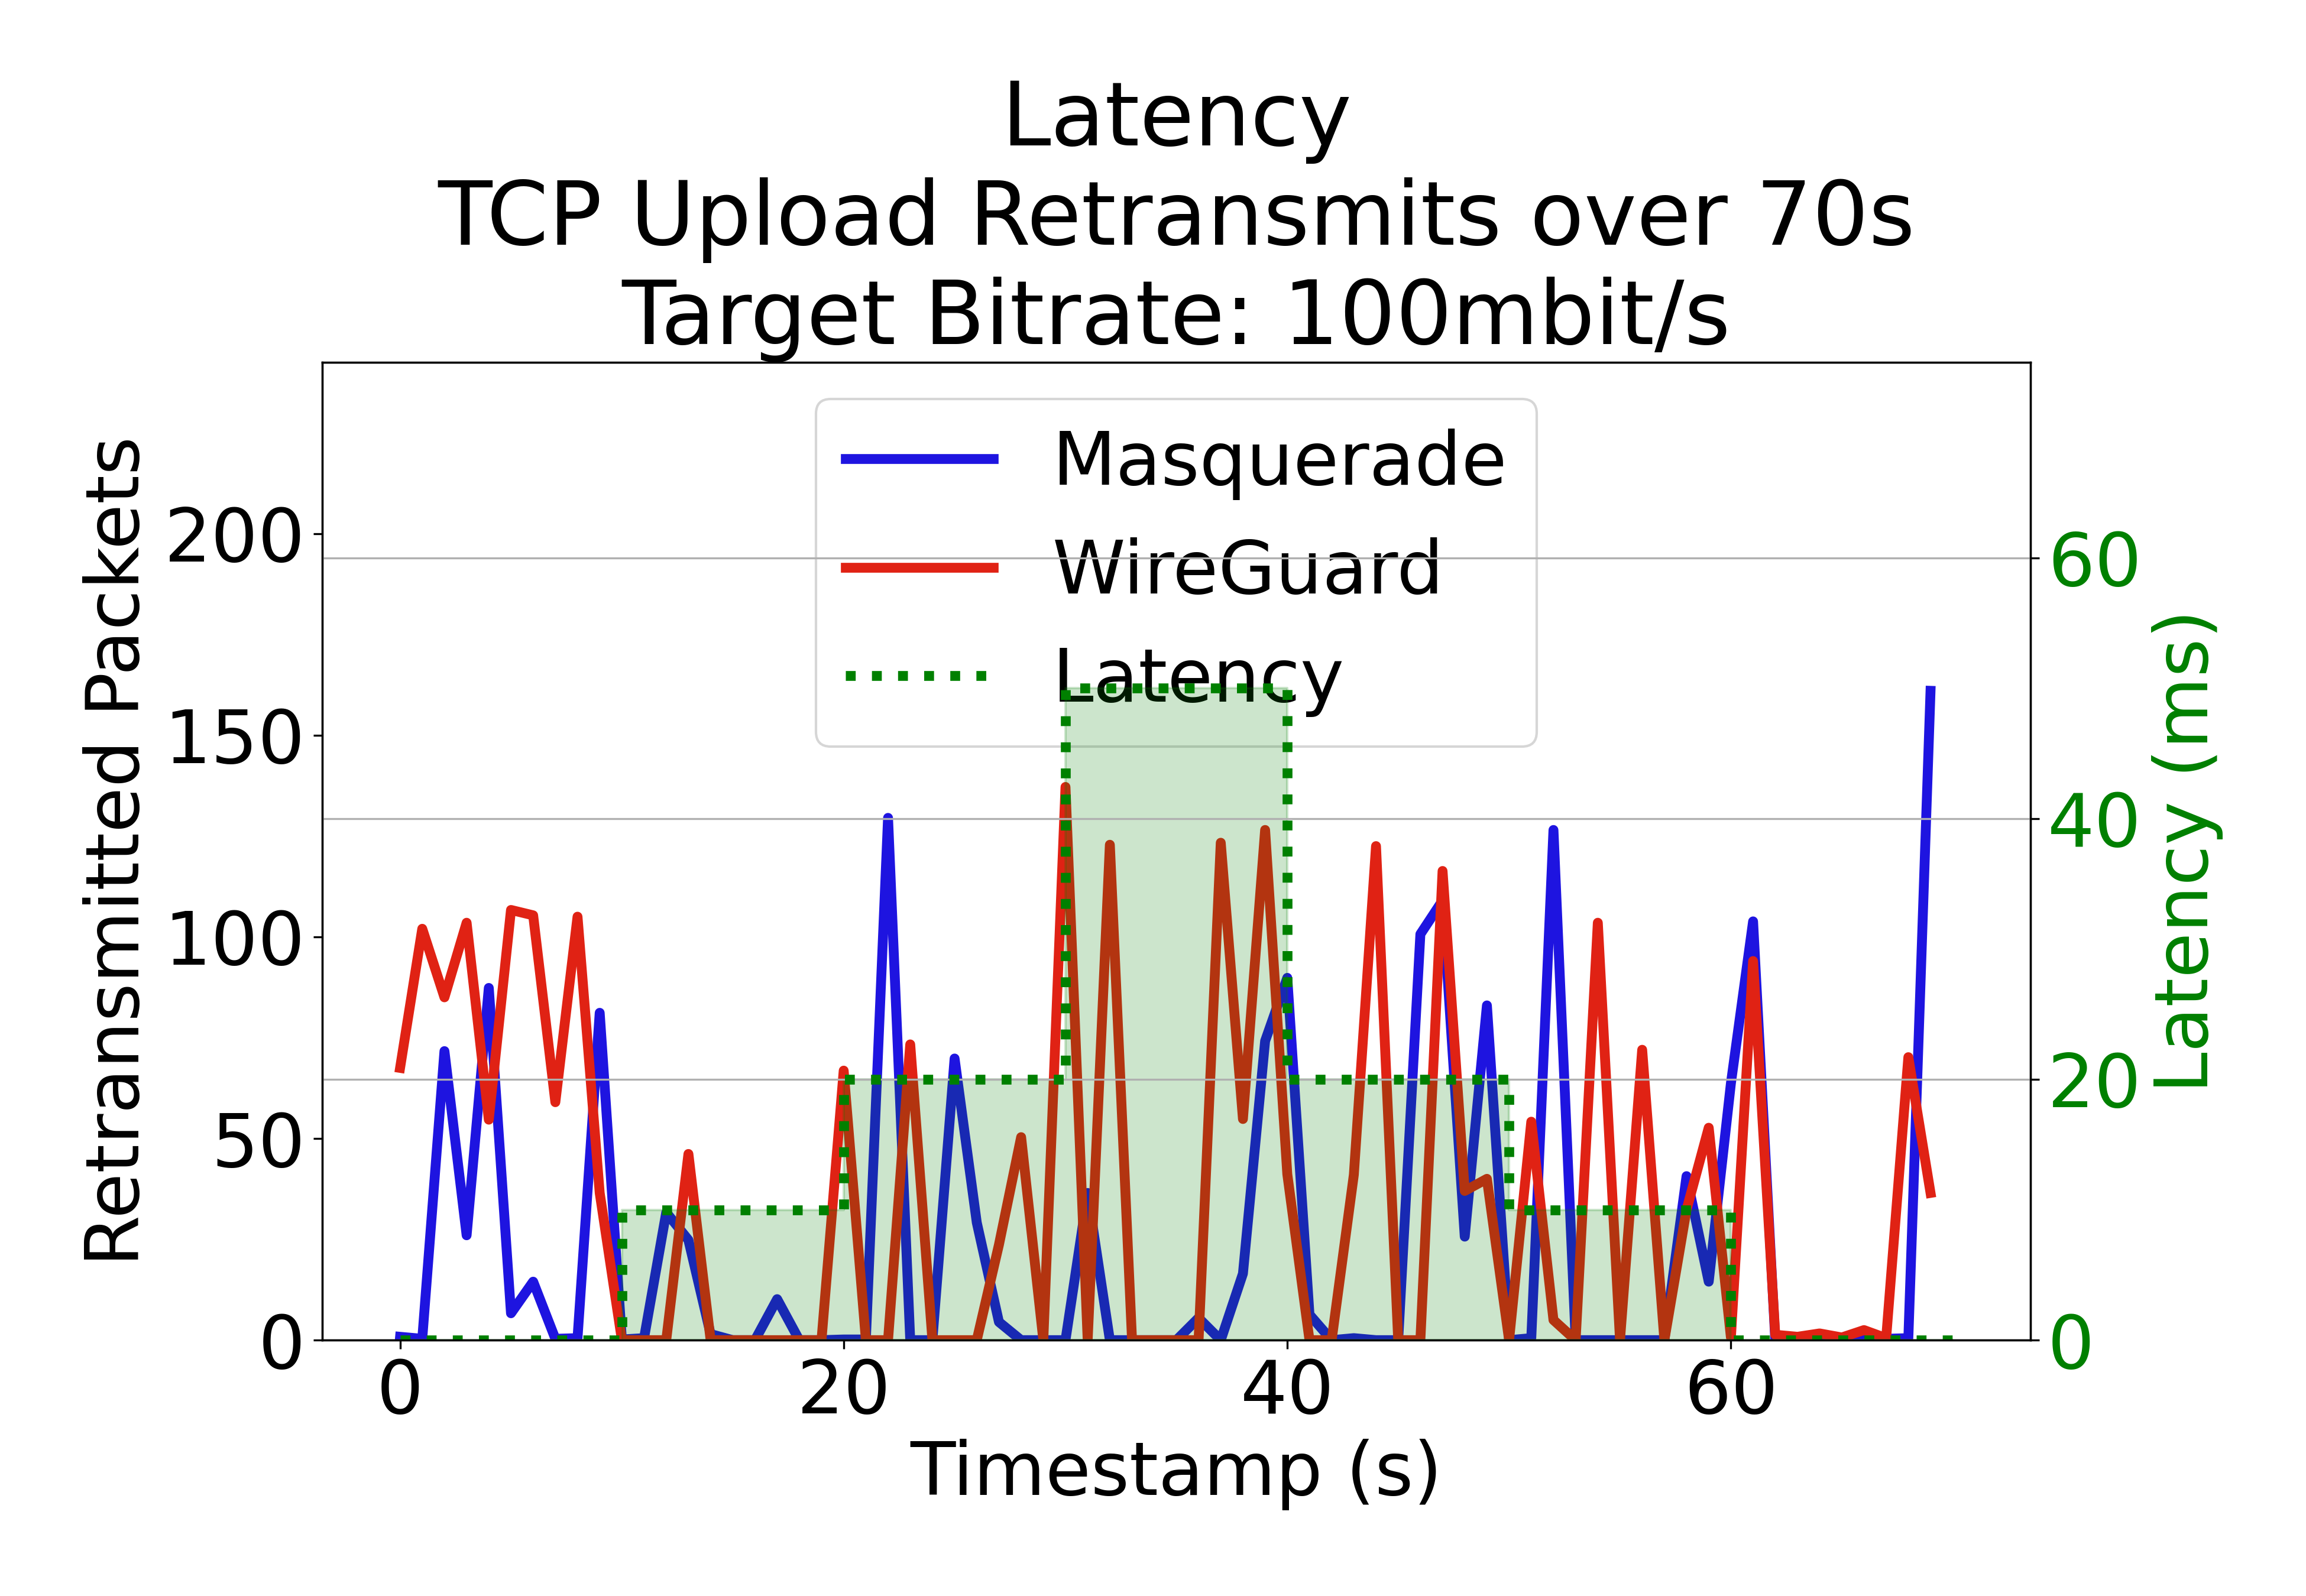 Latency
TCP Upload Retransmits over 70s
Target Bitrate: 100mbit/s
Masquerade
WireGuard
Latency
Retransmitted Packets
200
150
100
50
0
60
40
20
0
Latency (ms)
0
20
40
60
Timestamp (s)